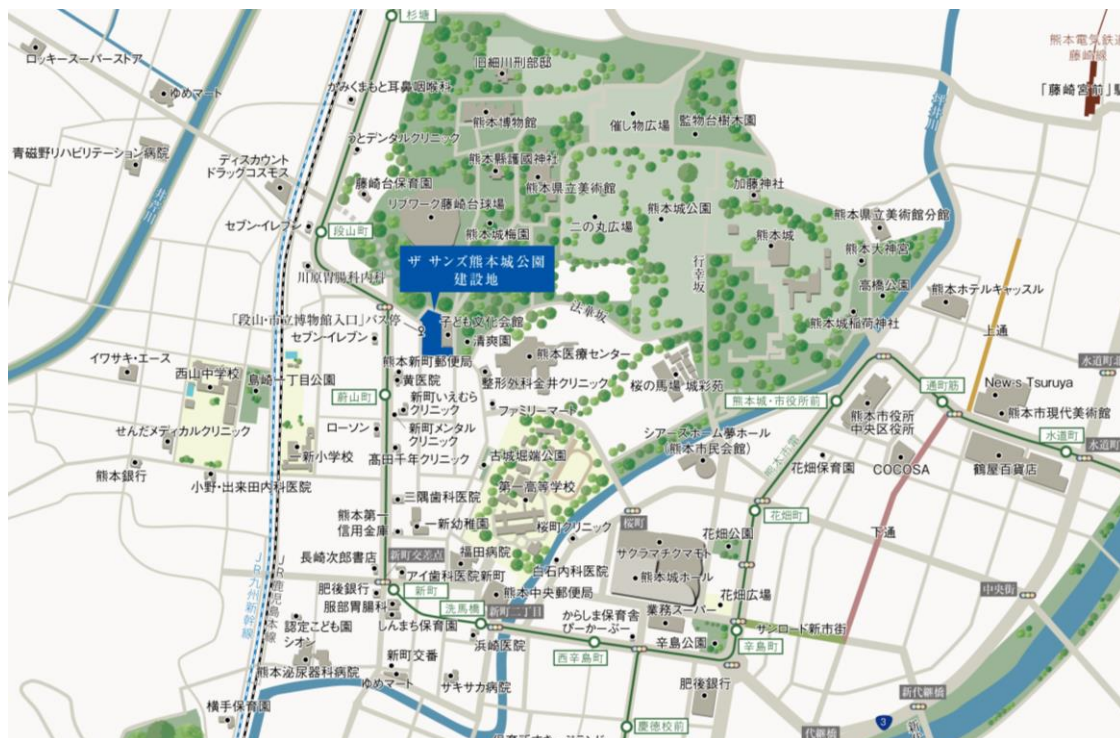 杉塘
ロッキースーパーストア
ゆめマート
かみくまもと耳鼻咽喉科
旧細川刑部邸
熊本電気鉄道
藤崎線
「藤崎宮前」駅
坪井川
熊本博物館
催し物広場
監物台樹木園
うとデンタルクリニック
青磁野リハビリテーション病院
ディスカウント
ドラッグコスモス
井芹川
熊本縣護國神社
熊本県立美術館
藤崎台保育園
リブワーク藤崎台球場
加藤神社
熊本城公園
二の丸広場
熊本県立美術館分館
セブン-イレブン
段山町
熊本城梅園
熊本城
熊本大神宮
ザ サンズ熊本城公園
建設地
川原胃腸科内科
行幸坂
高橋公園
熊本ホテルキャッスル
法華坂
熊本城稲荷神社
「段山・市立博物館入口」バス停
子ども文化会館
セブン-イレブン
清爽園
上通
イワサキ・エース
西山中学校
島崎一丁目公園
熊本新町郵便局
黄医院
熊本医療センター
整形外科金井クリニック
桜の馬場 城彩苑
蔚山町
新町いえむら
クリニック
ファミリーマート
熊本城・市役所前
通町筋
New-s Tsuruya
熊本市役所
中央区役所
熊本市現代美術館
水道町
せんだメディカルクリニック
ローソン
新町メンタル
クリニック
シアーズホーム夢ホール
(熊本市民会館)
熊本市電
花畑保育園
COCOSA
鶴屋百貨店
一新小学校
髙田千年クリニック
古城堀端公園
熊本銀行
小野・出来田内科医院
第一高等学校
三隅歯科医院
熊本第一
信用金庫
一新幼稚園
桜町クリニック
桜町
花畑町
花畑公園
下通
サクラマチクマモト
長崎次郎書店
新町交差点
福田病院
アイ歯科医院新町
白石内科医院
熊本城ホール
中央街
肥後銀行
新町
熊本中央郵便局
花畑広場
服部胃腸科
洗馬橋
新町二丁目
からしま保育舎
ぴーかーぶー
業務スーパー
サンロード新市街
認定こども園
シオン
しんまち保育園
浜崎医院
西辛島町
辛島公園
辛島町
JR九州新幹線
JR鹿児島本線
熊本泌尿器科病院
新町交番
ゆめマート
サキサカ病院
肥後銀行
新代継橋
横手保育園
慶徳校前
3
代継橋